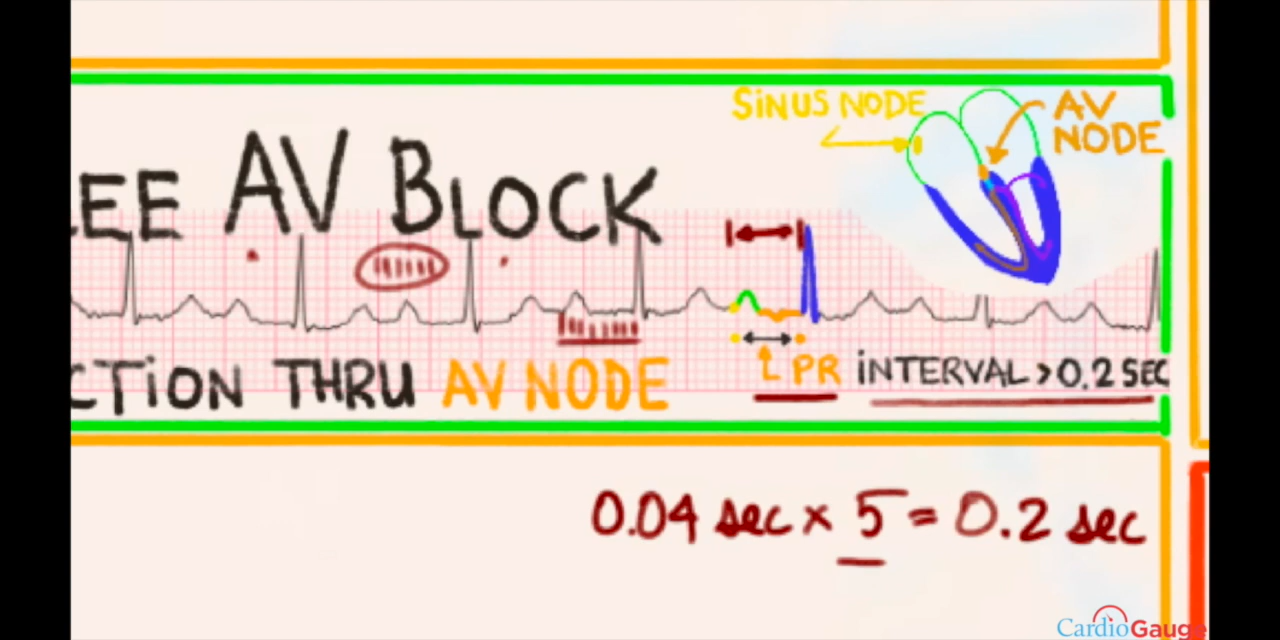 EE AV BLOCK
SINUS NODE
AV
NODE
CTION THRU AV NODE
PR INTERVAL > 0.2 SEC
0.04 sec x 5 = 0.2 sec
CardioGauge